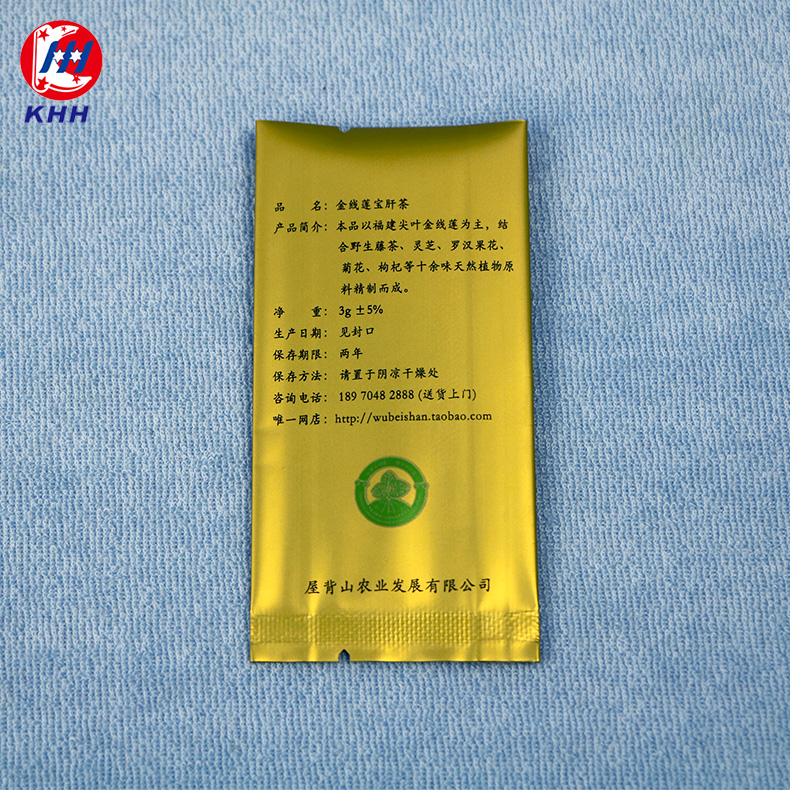 KHH
品 名：金线莲宝肝茶
产品简介：本品以福建尖叶金线莲为主，结
合野生藤茶、灵芝、罗汉果花、
菊花、枸杞等十余味天然植物原
料精制而成。
净 重：3g ±5%
生产日期：见封口
保存期限：两年
保存方法：请置于阴凉干燥处
咨询电话：189 7048 2888 (送货上门)
唯一网店：http://wubeishan.taobao.com
屋背山农业发展有限公司